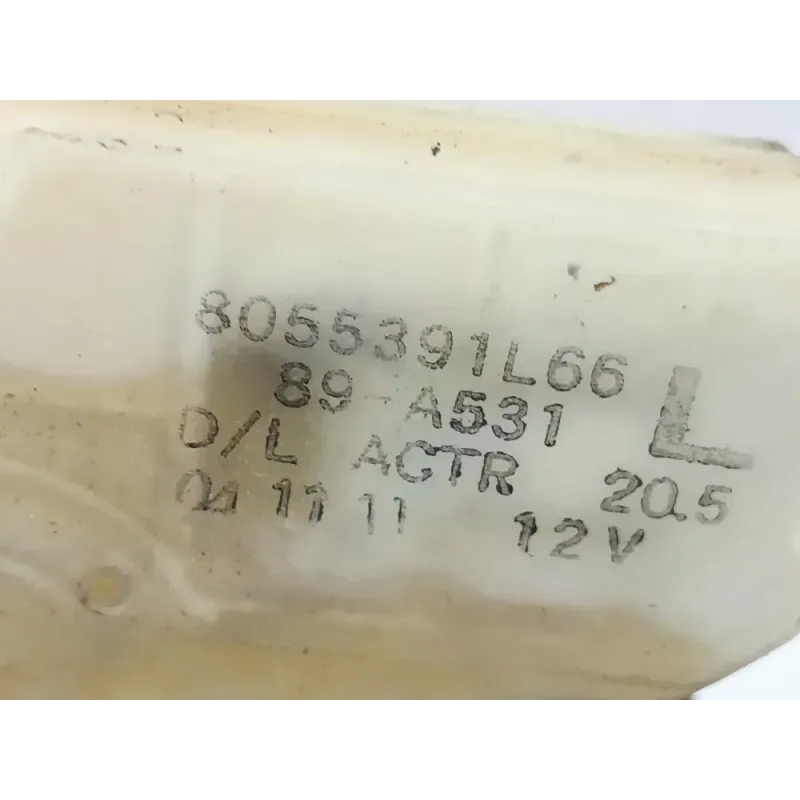 8055391L66
89-A531 L
D/L ACTR 20.5
04 11 11 12V